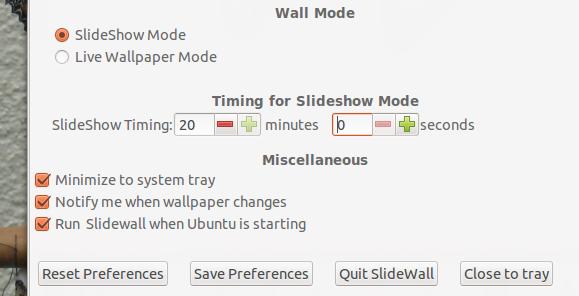 Wall Mode
SlideShow Mode
Live Wallpaper Mode
Timing for Slideshow Mode
SlideShow Timing: 20 minutes 0 seconds
Miscellaneous
Minimize to system tray
Notify me when wallpaper changes
Run Slidewall when Ubuntu is starting
Reset Preferences Save Preferences Quit SlideWall Close to tray